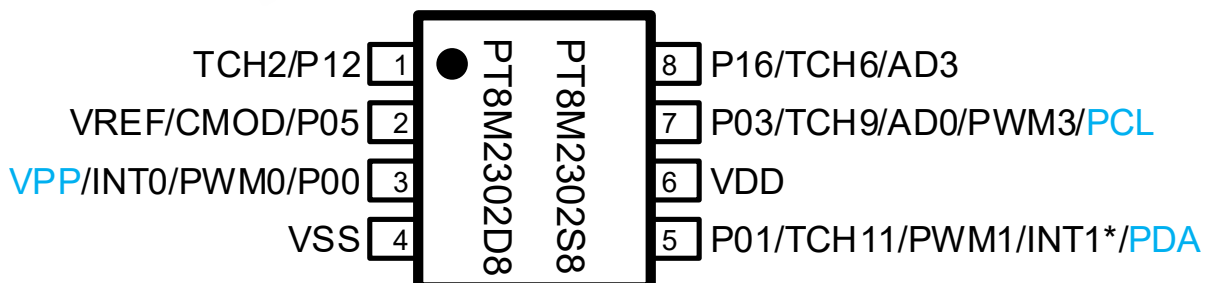 TCH2/P12 1 8 P16/TCH6/AD3
VREF/CMOD/P05 2 7 P03/TCH9/AD0/PWM3/PCL
VPP/INT0/PWM0/P00 3 6 VDD
VSS 4 5 P01/TCH11/PWM1/INT1*/PDA
PT8M2302D8
PT8M2302S8